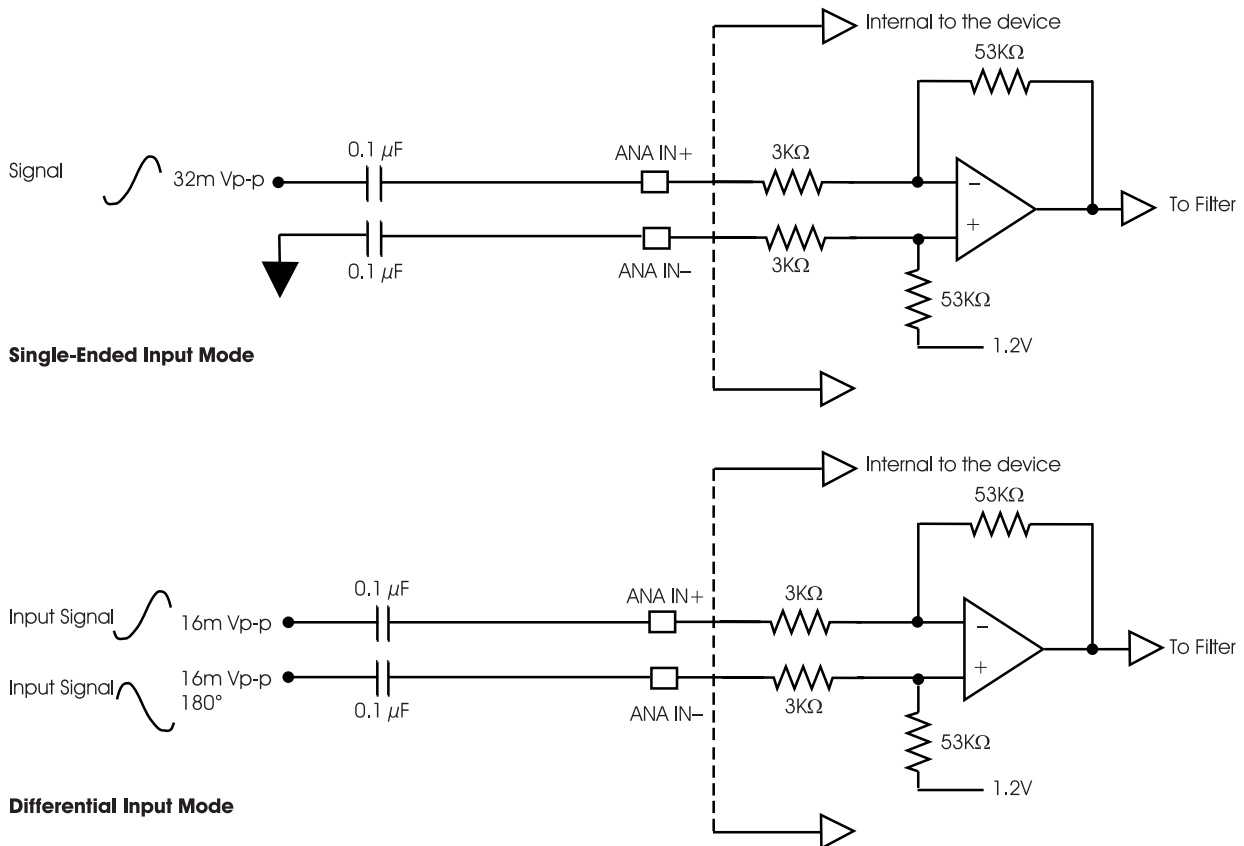 Internal to the device
53KΩ
0.1 μF
ANA IN+
3KΩ
Signal
32m Vp-p
−
To Filter
+
0.1 μF
ANA IN−
3KΩ
53KΩ
Single-Ended Input Mode
1.2V
Internal to the device
53KΩ
0.1 μF
ANA IN+
3KΩ
Input Signal
16m Vp-p
−
To Filter
Input Signal
16m Vp-p
180°
+
0.1 μF
ANA IN−
3KΩ
53KΩ
1.2V
Differential Input Mode